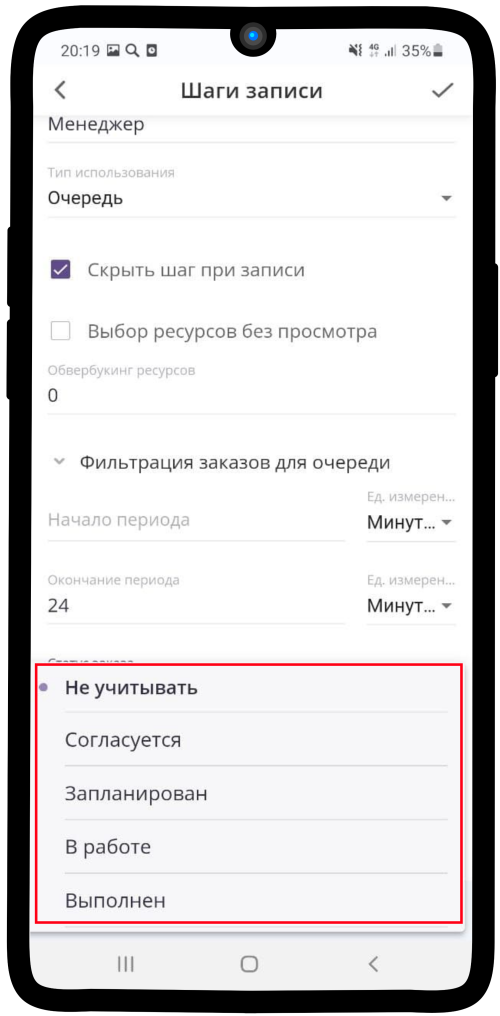 20:19 4G 35%
Шаги записи
Менеджер
Тип использования
Очередь
Скрыть шаг при записи
Выбор ресурсов без просмотра
Обвербукинг ресурсов
0
Фильтрация заказов для очереди
Ед. измерен...
Начало периода Минут...
Окончание периода Ед. измерен...
24 Минут...
Статус заказа
Не учитывать
Согласуется
Запланирован
В работе
Выполнен